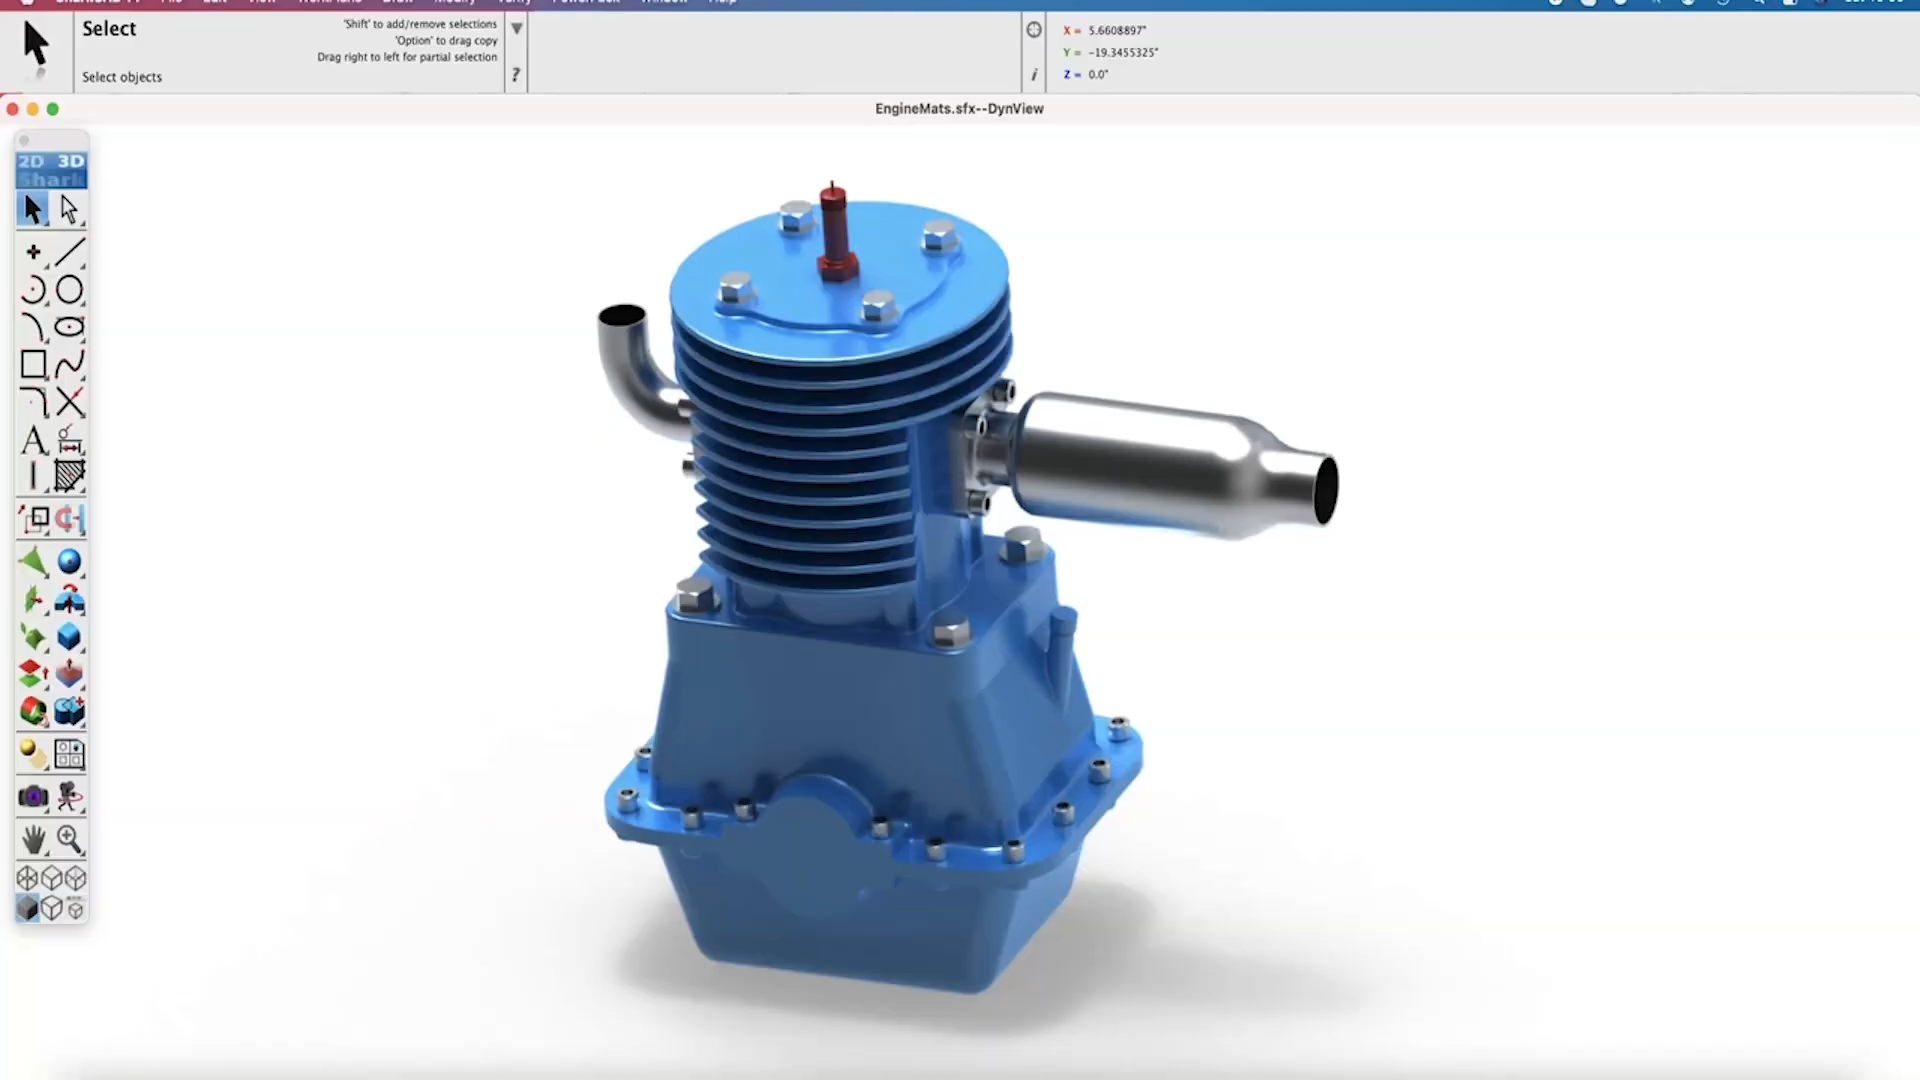 Select
'Shift' to add/remove selections
'Option' to drag copy
Drag right to left for partial selection
Select objects
?
i
X = 5.6608897"
Y = -19.3455325"
Z = 0.0"
EngineMats.sfx--DynView
2D 3D
Shark
A